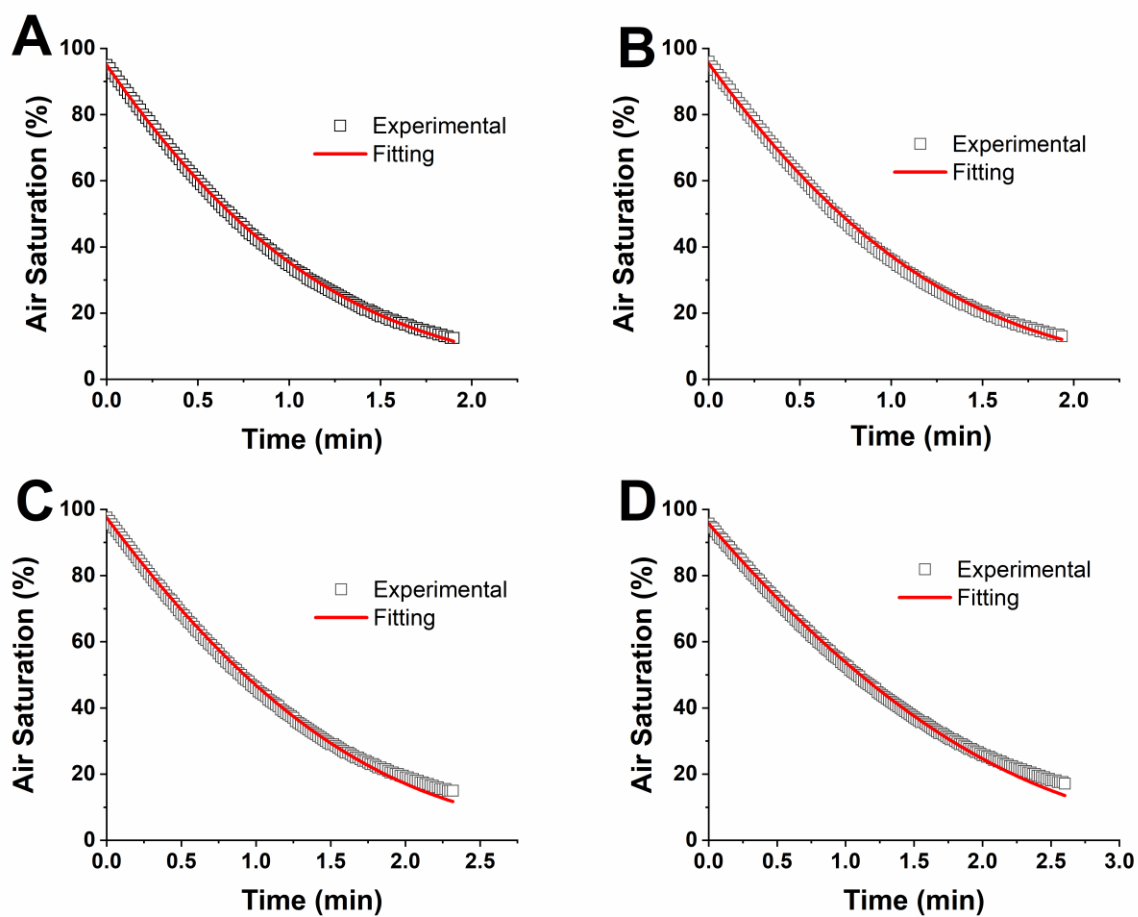 A
Air Saturation (%)
100
80
60
40
20
0
Experimental
Fitting
0.0 0.5 1.0 1.5 2.0
Time (min)
B
Air Saturation (%)
100
80
60
40
20
0
Experimental
Fitting
0.0 0.5 1.0 1.5 2.0
Time (min)
C
Air Saturation (%)
100
80
60
40
20
0
Experimental
Fitting
0.0 0.5 1.0 1.5 2.0 2.5
Time (min)
D
Air Saturation (%)
100
80
60
40
20
0
Experimental
Fitting
0.0 0.5 1.0 1.5 2.0 2.5 3.0
Time (min)